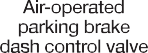 Air-operated
parking brake
dash control valve